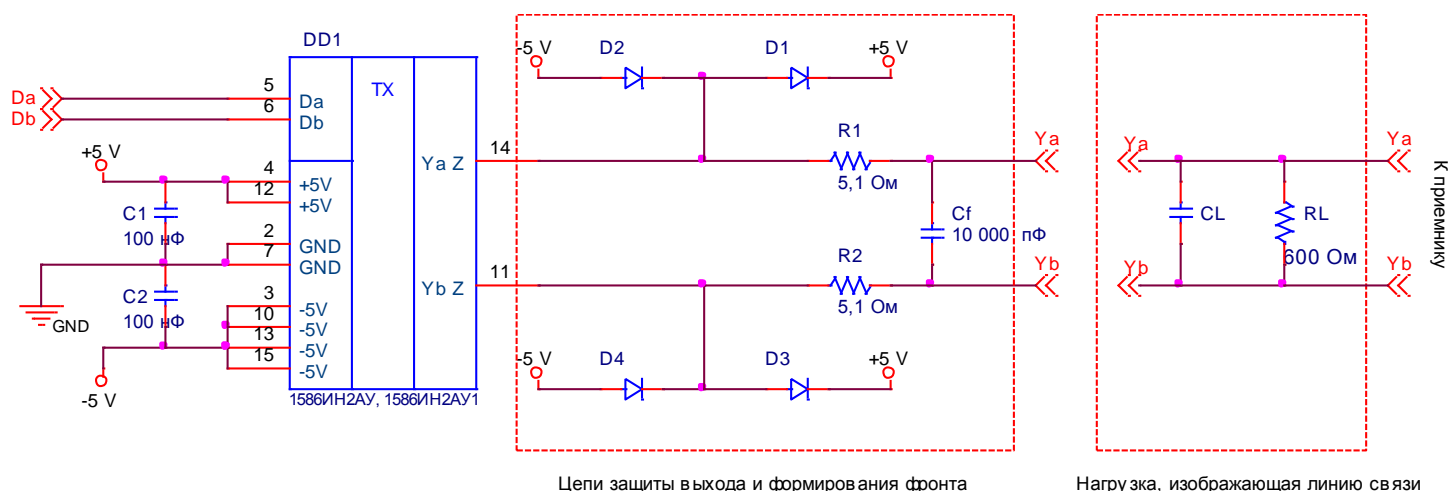 DD1
TX
Da
Db
5
6
Da
Db
+5 V
4
12
+5V
+5V
C1
100 нФ
2
7
GND
GND
C2
100 нФ
GND
3
10
13
15
-5V
-5V
-5V
-5V
-5 V
Ya Z
14
Yb Z
11
1586ИН2АУ, 1586ИН2АУ1
-5 V
D2
D1
+5 V
R1
5,1 Ом
Cf
10 000 пФ
R2
5,1 Ом
-5 V
D4
D3
+5 V
Ya
Yb
Цепи защиты выхода и формирования фронта
Ya
Yb
CL
RL
600 Ом
Ya
Yb
К приемнику
Нагрузка, изображающая линию связи